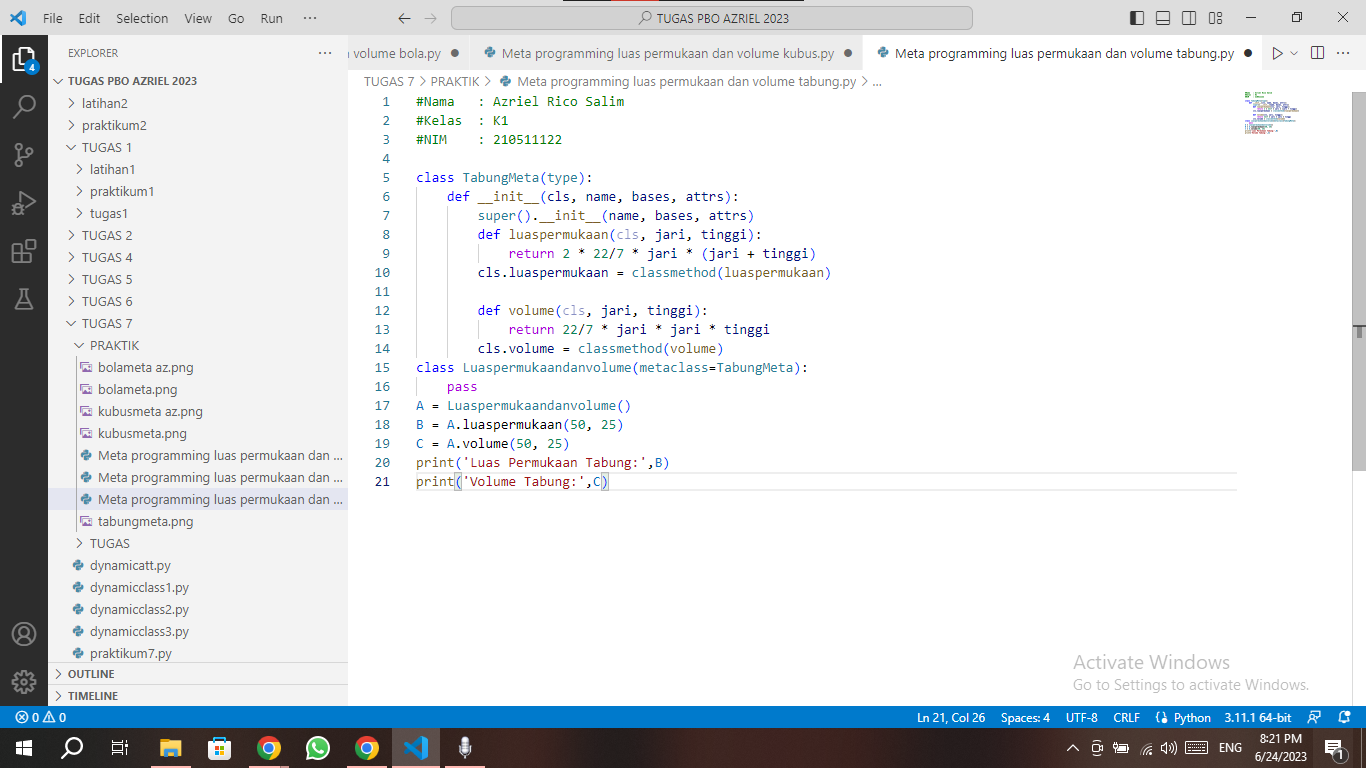 File Edit Selection View Go Run ··· TUGAS PBO AZRIEL 2023
EXPLORER ···
TUGAS PBO AZRIEL 2023
latihan2
praktikum2
TUGAS 1
latihan1
praktikum1
tugas1
TUGAS 2
TUGAS 4
TUGAS 5
TUGAS 6
TUGAS 7
PRAKTIK
bolameta az.png
bolameta.png
kubusmeta az.png
kubusmeta.png
Meta programming luas permukaan dan ...
Meta programming luas permukaan dan ...
Meta programming luas permukaan dan ...
tabungmeta.png
TUGAS
dynamicatt.py
dynamicclass1.py
dynamicclass2.py
dynamicclass3.py
praktikum7.py
OUTLINE
TIMELINE
4
volume bola.py Meta programming luas permukaan dan volume kubus.py Meta programming luas permukaan dan volume tabung.py ···
TUGAS 7 > PRAKTIK > Meta programming luas permukaan dan volume tabung.py > ...
1 #Nama   : Azriel Rico Salim
2 #Kelas  : K1
3 #NIM    : 210511122
4
5 class TabungMeta(type):
6     def __init__(cls, name, bases, attrs):
7         super().__init__(name, bases, attrs)
8         def luaspermukaan(cls, jari, tinggi):
9             return 2 * 22/7 * jari * (jari + tinggi)
10         cls.luaspermukaan = classmethod(luaspermukaan)
11
12         def volume(cls, jari, tinggi):
13             return 22/7 * jari * jari * tinggi
14         cls.volume = classmethod(volume)
15 class Luaspermukaandanvolume(metaclass=TabungMeta):
16     pass
17 A = Luaspermukaandanvolume()
18 B = A.luaspermukaan(50, 25)
19 C = A.volume(50, 25)
20 print('Luas Permukaan Tabung:',B)
21 print('Volume Tabung:',C)
Activate Windows
Go to Settings to activate Windows.
0 0 Ln 21, Col 26 Spaces: 4 UTF-8 CRLF Python 3.11.1 64-bit
ENG 8:21 PM
6/24/2023
1